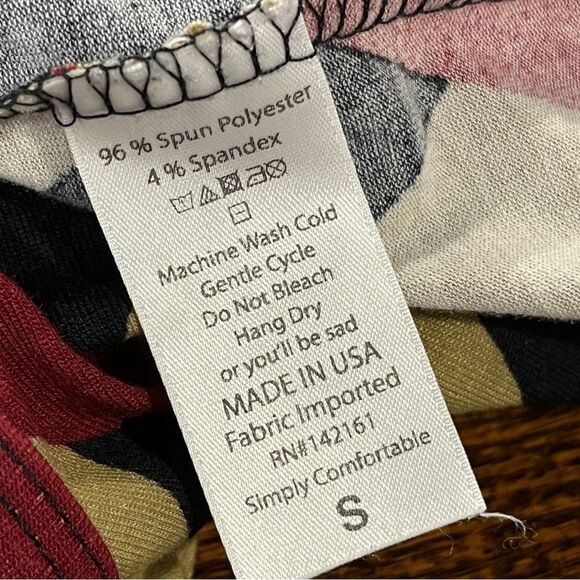 96 % Spun Polyester
4 % Spandex
Machine Wash Cold
Gentle Cycle
Do Not Bleach
Hang Dry
or you'll be sad
MADE IN USA
Fabric Imported
RN#142161
Simply Comfortable
S